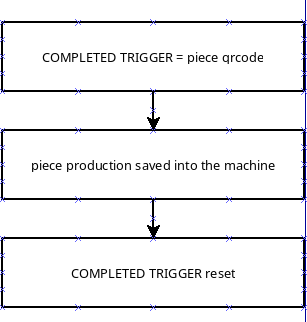 COMPLETED TRIGGER = piece qrcode
piece production saved into the machine
COMPLETED TRIGGER reset